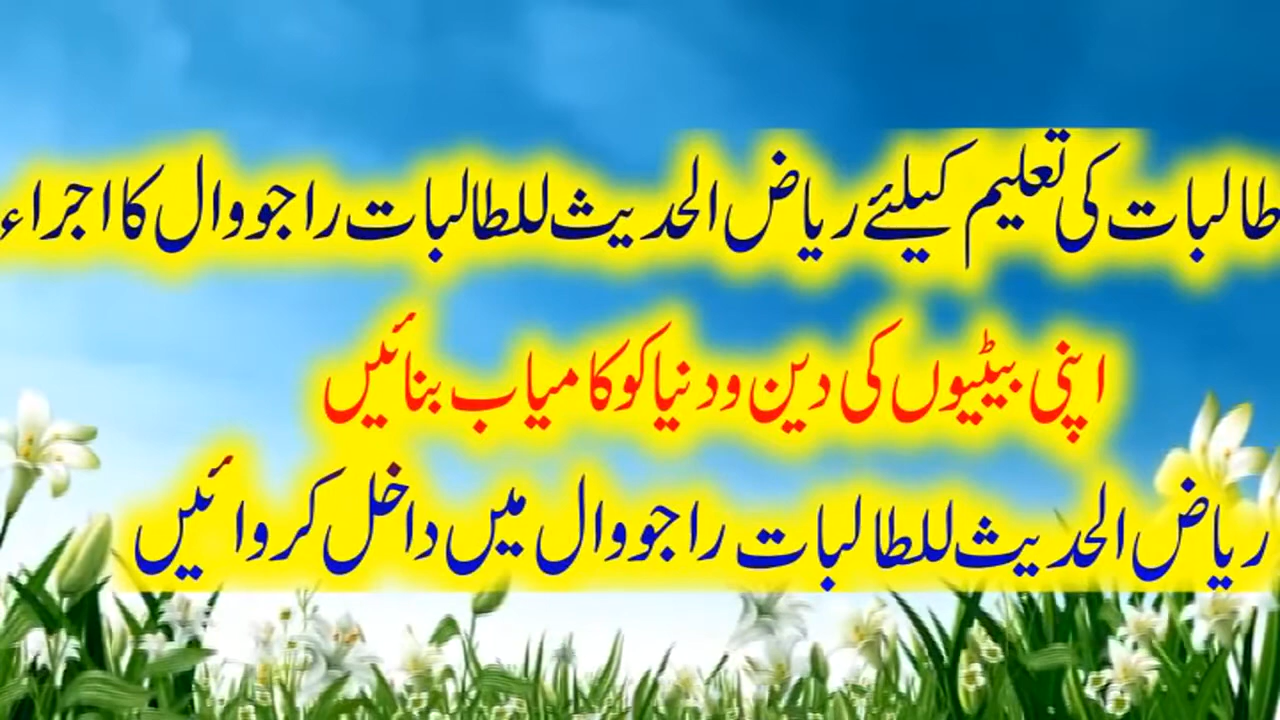 طالبات کی تعلیم کیلئے ریاض الحدیث للطالبات راجووال کا اجراء
اپنی بیٹیوں کی دین ودنیا کو کامیاب بنائیں
ریاض الحدیث للطالبات راجووال میں داخل کروائیں